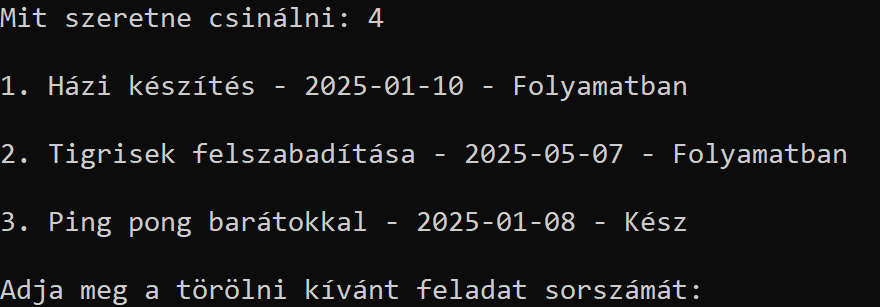 Mit szeretne csinálni: 4
1. Házi készítés - 2025-01-10 - Folyamatban
2. Tigrisek felszabadítása - 2025-05-07 - Folyamatban
3. Ping pong barátokkal - 2025-01-08 - Kész
Adja meg a törölni kívánt feladat sorszámát: